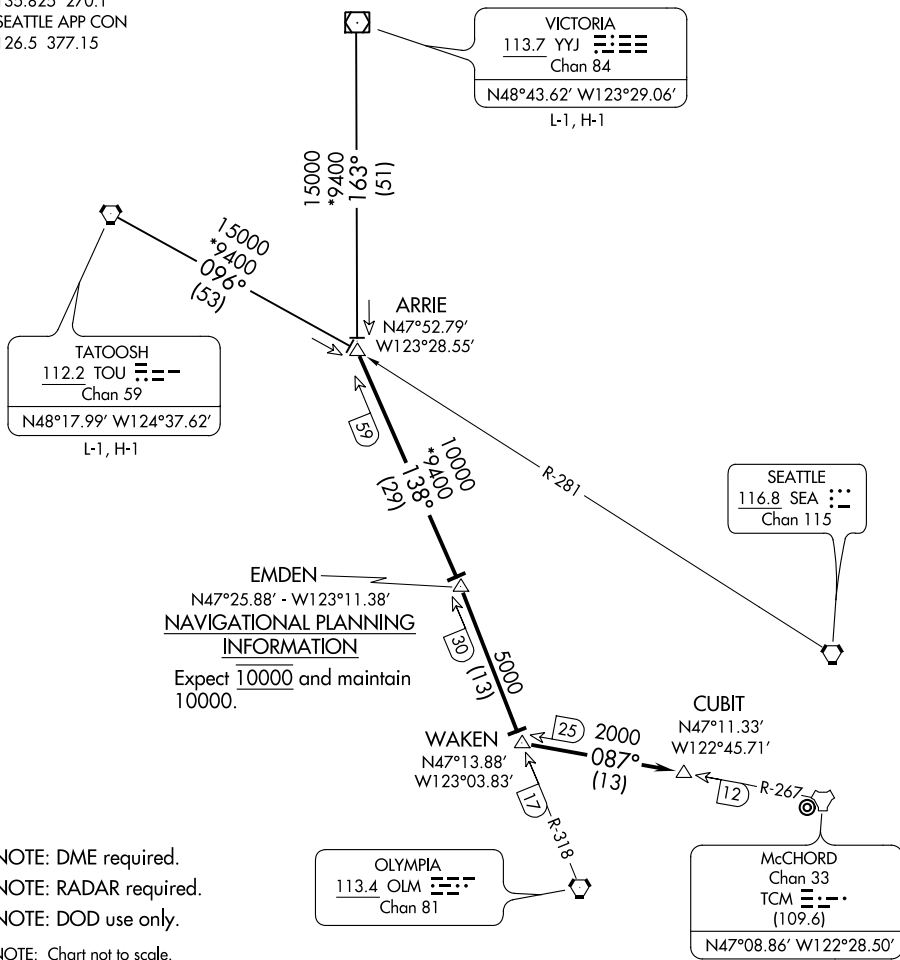 135.825 270.1
SEATTLE APP CON
126.5 377.15
VICTORIA
113.7 YYJ
Chan 84
N48°43.62' W123°29.06'
L-1, H-1
15000
*9400
163°
(51)
15000
*9400
096°
(53)
ARRIE
N47°52.79'
W123°28.55'
TATOOSH
112.2 TOU
Chan 59
N48°17.99' W124°37.62'
L-1, H-1
59
10000
*9400
138°
(29)
R-281
SEATTLE
116.8 SEA
Chan 115
EMDEN
N47°25.88' - W123°11.38'
NAVIGATIONAL PLANNING
INFORMATION
Expect 10000 and maintain
10000.
30
5000
(13)
WAKEN
N47°13.88'
W123°03.83'
25
2000
087°
(13)
CUBIT
N47°11.33'
W122°45.71'
12
R-267
17
R-318
OLYMPIA
113.4 OLM
Chan 81
McCHORD
Chan 33
TCM
(109.6)
N47°08.86' W122°28.50'
NOTE: DME required.
NOTE: RADAR required.
NOTE: DOD use only.
NOTE: Chart not to scale.